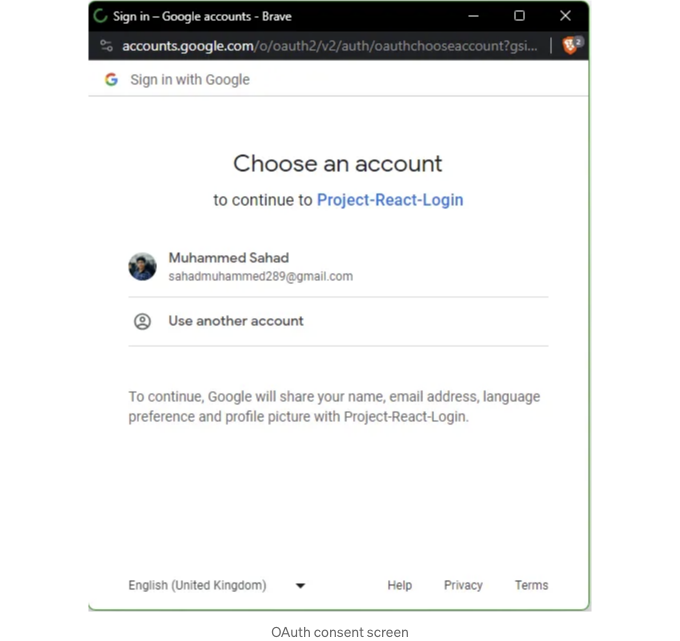 Sign in – Google accounts - Brave
accounts.google.com/o/oauth2/v2/auth/oauthchooseaccount?gsi...
2
Sign in with Google
Choose an account
to continue to Project-React-Login
Muhammed Sahad
sahadmuhammed289@gmail.com
Use another account
To continue, Google will share your name, email address, language
preference and profile picture with Project-React-Login.
English (United Kingdom) Help Privacy Terms
OAuth consent screen